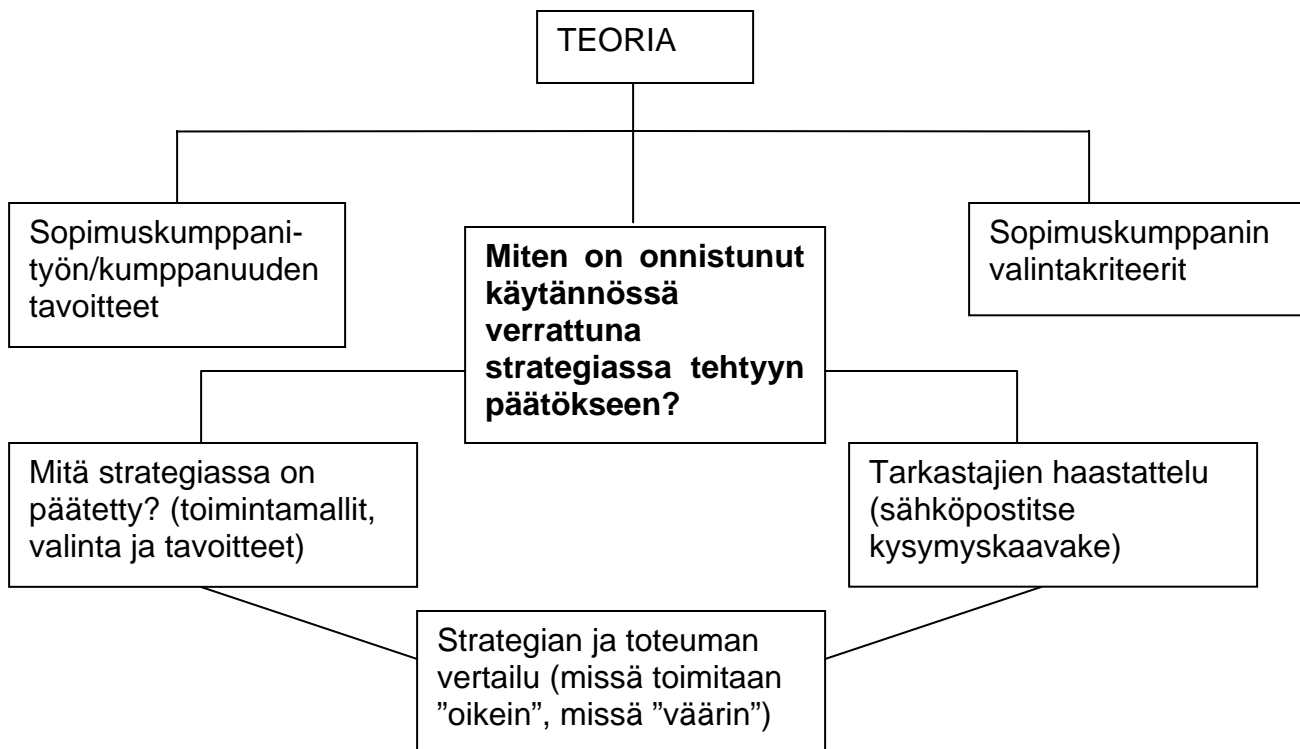 TEORIA
Sopimuskumppani-
työn/kumppanuuden
tavoitteet
Miten on onnistunut
käytännössä
verrattuna
strategiassa tehtyyn
päätökseen?
Sopimuskumppanin
valintakriteerit
Mitä strategiassa on
päätetty? (toimintamallit,
valinta ja tavoitteet)
Tarkastajien haastattelu
(sähköpostitse
kysymyskaavake)
Strategian ja toteuman
vertailu (missä toimitaan
”oikein”, missä ”väärin”)